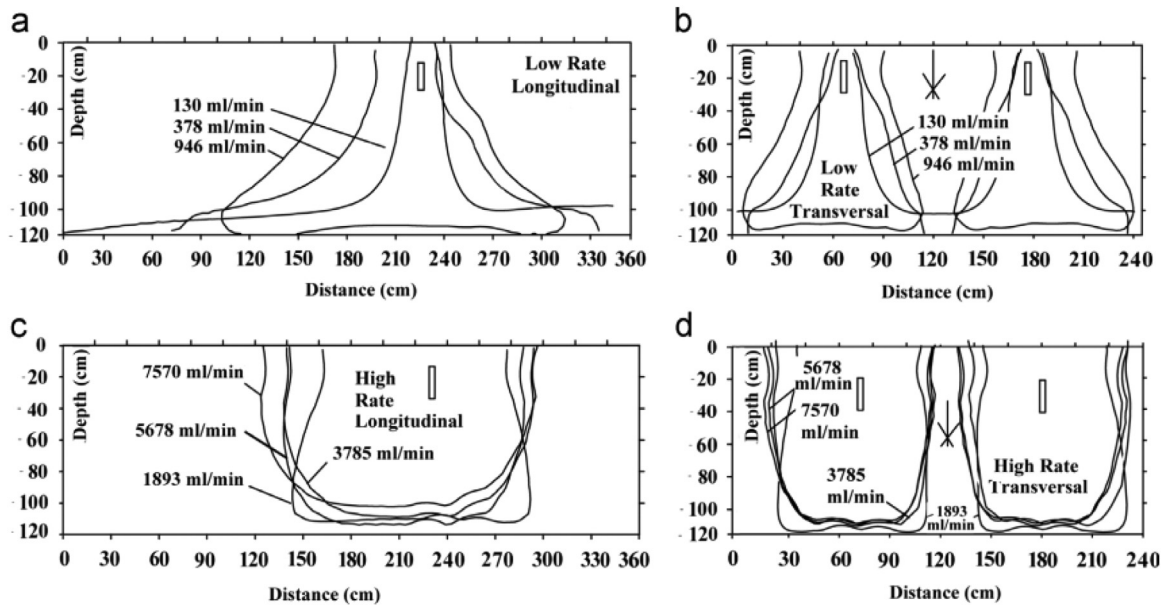 a
0
- 20
- 40
- 60
- 80
- 100
- 120
Depth (cm)
Low Rate
Longitudinal
130 ml/min
378 ml/min
946 ml/min
0 30 60 90 120 150 180 210 240 270 300 330 360
Distance (cm)
b
0
- 20
- 40
- 60
- 80
- 100
- 120
Depth (cm)
130 ml/min
378 ml/min
946 ml/min
Low
Rate
Transversal
0 30 60 90 120 150 180 210 240
Distance (cm)
c
0
- 20
- 40
- 60
- 80
- 100
120
Depth (cm)
7570 ml/min
High
Rate
Longitudinal
5678 ml/min
3785 ml/min
1893 ml/min
0 30 60 90 120 150 180 210 240 270 300 330 360
Distance (cm)
d
0
- 20
- 40
- 60
- 80
- 100
- 120
Depth (cm)
5678
ml/min
7570
ml/min
3785
ml/min
1893
ml/min
High Rate
Transversal
0 30 60 90 120 150 180 210 240
Distance (cm)